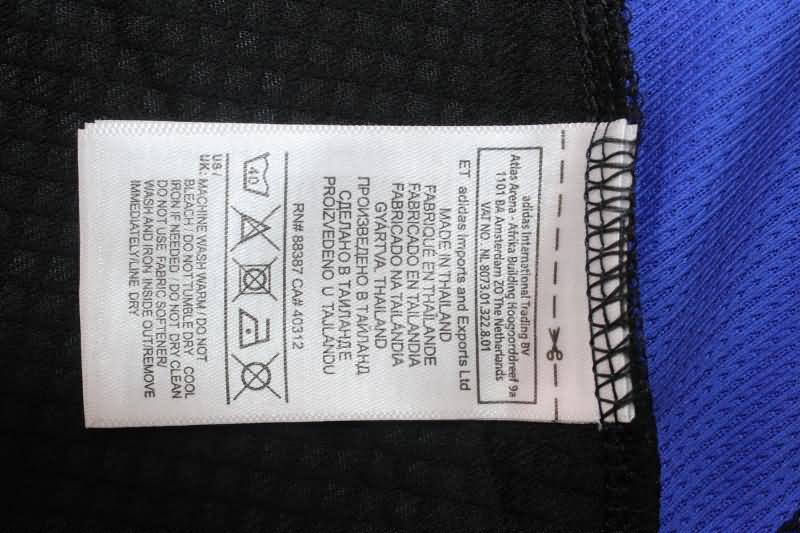 adidas International Trading BV
Atlas Arena - Afrika Building Hoogoorddreef 9a
1101 BA Amsterdam ZO The Netherlands
VAT NO. NL 8073.01.322.8.01
ET adidas Imports and Exports Ltd
MADE IN THAILAND
FABRIQUÉ EN THAÏLANDE
FABRICADO EN TAILANDIA
FABRICADO NA TAILÂNDIA
GYÁRTVA: THAILAND
ПРОИЗВЕДЕНО В ТАЙЛАНД
СДЕЛАНО В ТАИЛАНДЕ
PROIZVEDENO U TAJLANDU
RN# 88387 CA# 40312
40
US /
UK: MACHINE WASH WARM / DO NOT
BLEACH / DO NOT TUMBLE DRY COOL
IRON IF NEEDED / DO NOT DRY CLEAN
DO NOT USE FABRIC SOFTENER/
WASH AND IRON INSIDE OUT/REMOVE
IMMEDIATELY/LINE DRY